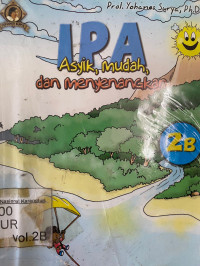 Prof. Yohanes Surya, Ph.D
IPA
Asyik, mudah,
dan menyenangkan
2B
00
UR
vol.2B